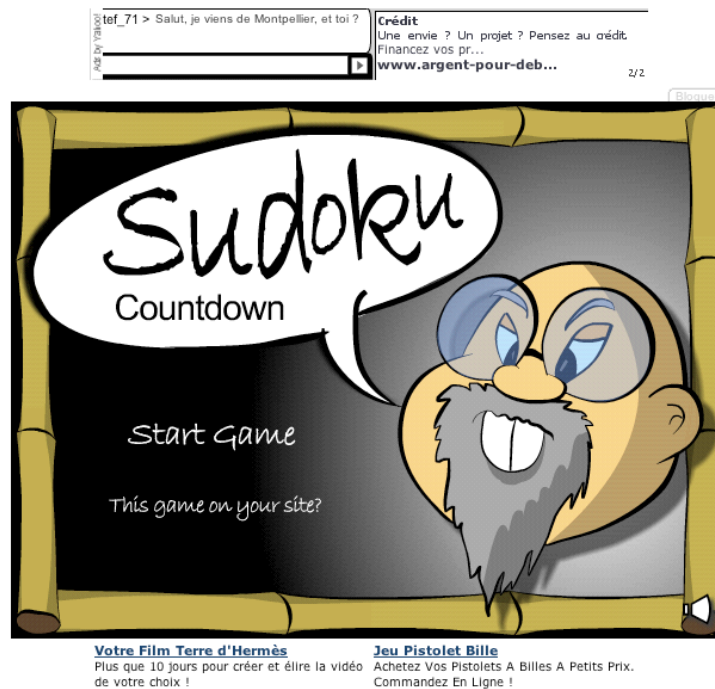 tef_71 > Salut, je viens de Montpellier, et toi ?
Ads by Yahoo!
Crédit
Une envie ? Un projet ? Pensez au crédit.
Financez vos pr...
www.argent-pour-deb...
2/2
Bloque
Sudoku
Countdown
Start Game
This game on your site?
Votre Film Terre d'Hermès
Plus que 10 jours pour créer et élire la vidéo
de votre choix !
Jeu Pistolet Bille
Achetez Vos Pistolets A Billes A Petits Prix.
Commandez En Ligne !